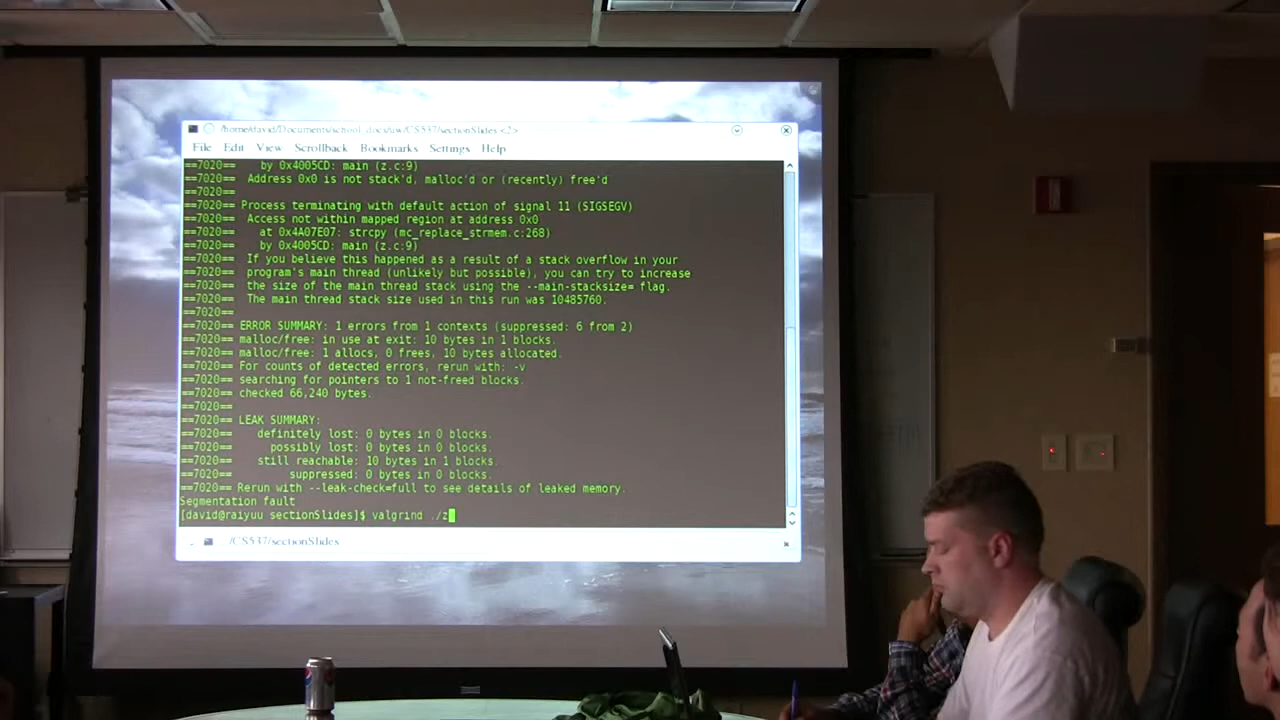 /home/david/Documents/school_docs/uw/CS537/sectionSlides <2>
File Edit View Scrollback Bookmarks Settings Help
==7020==    by 0x4005CD: main (z.c:9)
==7020==  Address 0x0 is not stack'd, malloc'd or (recently) free'd
==7020==
==7020== Process terminating with default action of signal 11 (SIGSEGV)
==7020==  Access not within mapped region at address 0x0
==7020==    at 0x4A07E07: strcpy (mc_replace_strmem.c:268)
==7020==    by 0x4005CD: main (z.c:9)
==7020==  If you believe this happened as a result of a stack overflow in your
==7020==  program's main thread (unlikely but possible), you can try to increase
==7020==  the size of the main thread stack using the --main-stacksize= flag.
==7020==  The main thread stack size used in this run was 10485760.
==7020==
==7020== ERROR SUMMARY: 1 errors from 1 contexts (suppressed: 6 from 2)
==7020== malloc/free: in use at exit: 10 bytes in 1 blocks.
==7020== malloc/free: 1 allocs, 0 frees, 10 bytes allocated.
==7020== For counts of detected errors, rerun with: -v
==7020== searching for pointers to 1 not-freed blocks.
==7020== checked 66,240 bytes.
==7020==
==7020== LEAK SUMMARY:
==7020==    definitely lost: 0 bytes in 0 blocks.
==7020==      possibly lost: 0 bytes in 0 blocks.
==7020==    still reachable: 10 bytes in 1 blocks.
==7020==         suppressed: 0 bytes in 0 blocks.
==7020== Rerun with --leak-check=full to see details of leaked memory.
Segmentation fault
[david@raiyuu sectionSlides]$ valgrind ./z
/CS537/sectionSlides